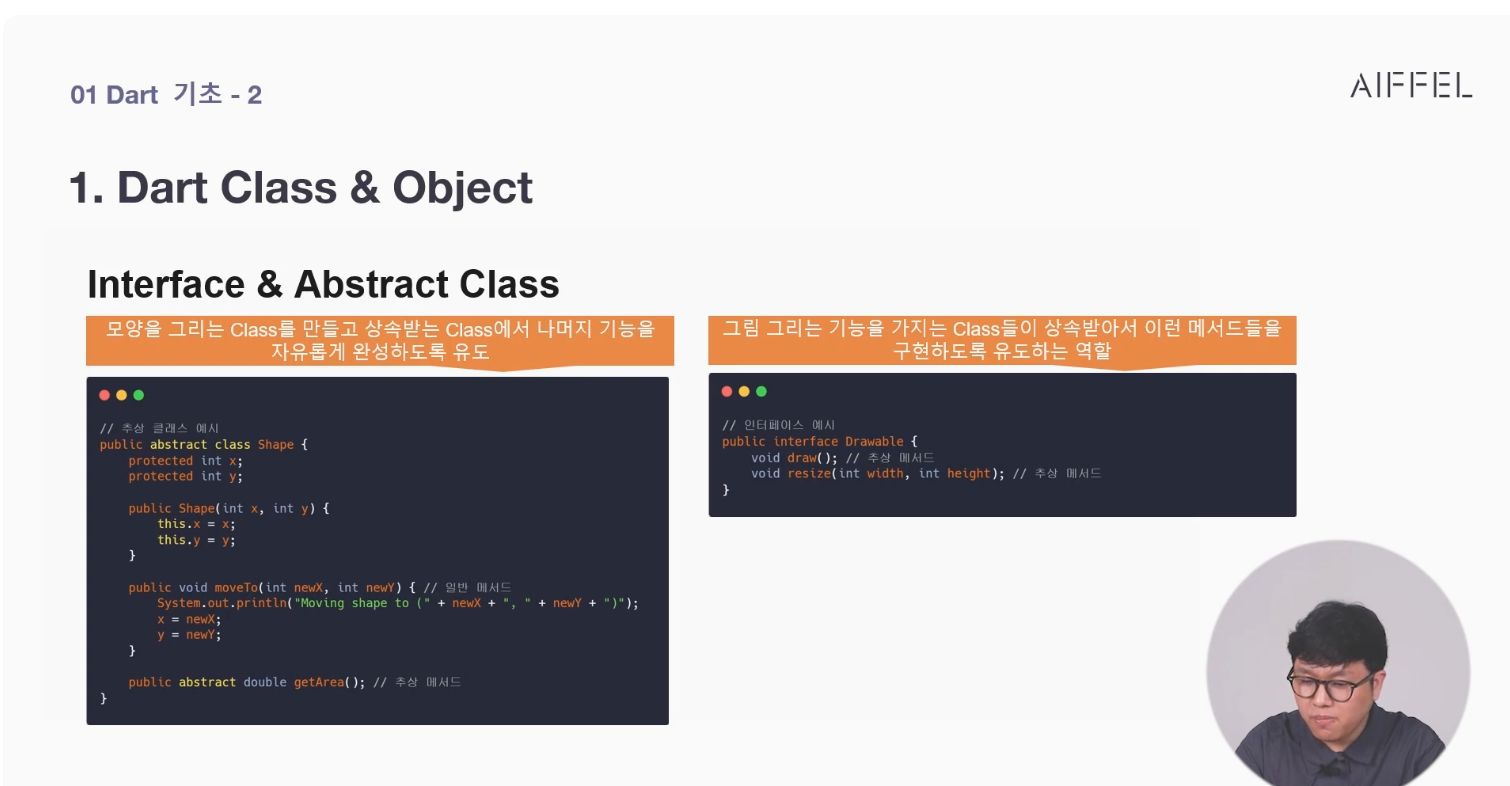 01 Dart 기초 - 2
AIFFEL
1. Dart Class & Object
Interface & Abstract Class
모양을 그리는 Class를 만들고 상속받는 Class에서 나머지 기능을
자유롭게 완성하도록 유도
// 추상 클래스 예시
public abstract class Shape {
    protected int x;
    protected int y;
    public Shape(int x, int y) {
        this.x = x;
        this.y = y;
    }
    public void moveTo(int newX, int newY) { // 일반 메서드
        System.out.println("Moving shape to (" + newX + ", " + newY + ")");
        x = newX;
        y = newY;
    }
    public abstract double getArea(); // 추상 메서드
}
그림 그리는 기능을 가지는 Class들이 상속받아서 이런 메서드들을
구현하도록 유도하는 역할
// 인터페이스 예시
public interface Drawable {
    void draw(); // 추상 메서드
    void resize(int width, int height); // 추상 메서드
}